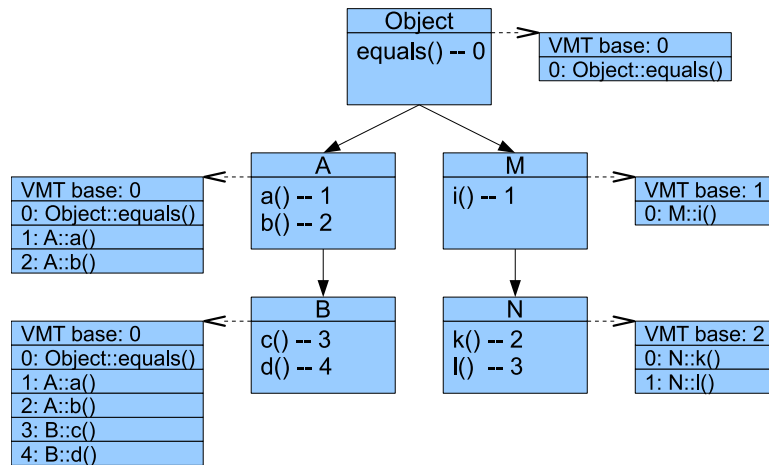 Object
equals() -- 0
VMT base: 0
0: Object::equals()
A
a() -- 1
b() -- 2
M
i() -- 1
VMT base: 0
0: Object::equals()
1: A::a()
2: A::b()
VMT base: 1
0: M::i()
B
c() -- 3
d() -- 4
N
k() -- 2
l() -- 3
VMT base: 0
0: Object::equals()
1: A::a()
2: A::b()
3: B::c()
4: B::d()
VMT base: 2
0: N::k()
1: N::l()